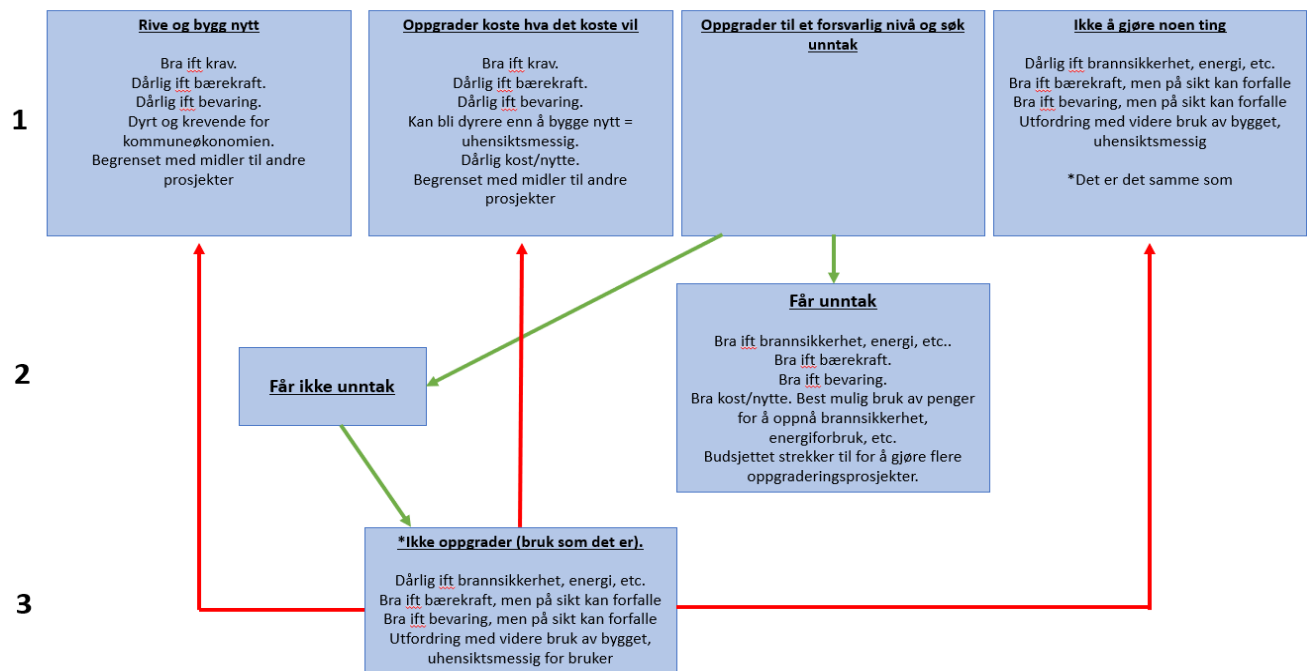 1
Rive og bygg nytt
Bra ift krav.
Dårlig ift bærekraft.
Dårlig ift bevaring.
Dyrt og krevende for
kommuneøkonomien.
Begrenset med midler til andre
prosjekter
Oppgrader koste hva det koste vil
Bra ift krav.
Dårlig ift bærekraft.
Dårlig ift bevaring.
Kan bli dyrere enn å bygge nytt =
uhensiktsmessig.
Dårlig kost/nytte.
Begrenset med midler til andre
prosjekter
Oppgrader til et forsvarlig nivå og søk
unntak
Ikke å gjøre noen ting
Dårlig ift brannsikkerhet, energi, etc.
Bra ift bærekraft, men på sikt kan forfalle
Bra ift bevaring, men på sikt kan forfalle
Utfordring med videre bruk av bygget,
uhensiktsmessig
*Det er det samme som
2
Får ikke unntak
Får unntak
Bra ift brannsikkerhet, energi, etc..
Bra ift bærekraft.
Bra ift bevaring.
Bra kost/nytte. Best mulig bruk av penger
for å oppnå brannsikkerhet,
energiforbruk, etc.
Budsjettet strekker til for å gjøre flere
oppgraderingsprosjekter.
3
*Ikke oppgrader (bruk som det er).
Dårlig ift brannsikkerhet, energi, etc.
Bra ift bærekraft, men på sikt kan forfalle
Bra ift bevaring, men på sikt kan forfalle
Utfordring med videre bruk av bygget,
uhensiktsmessig for bruker